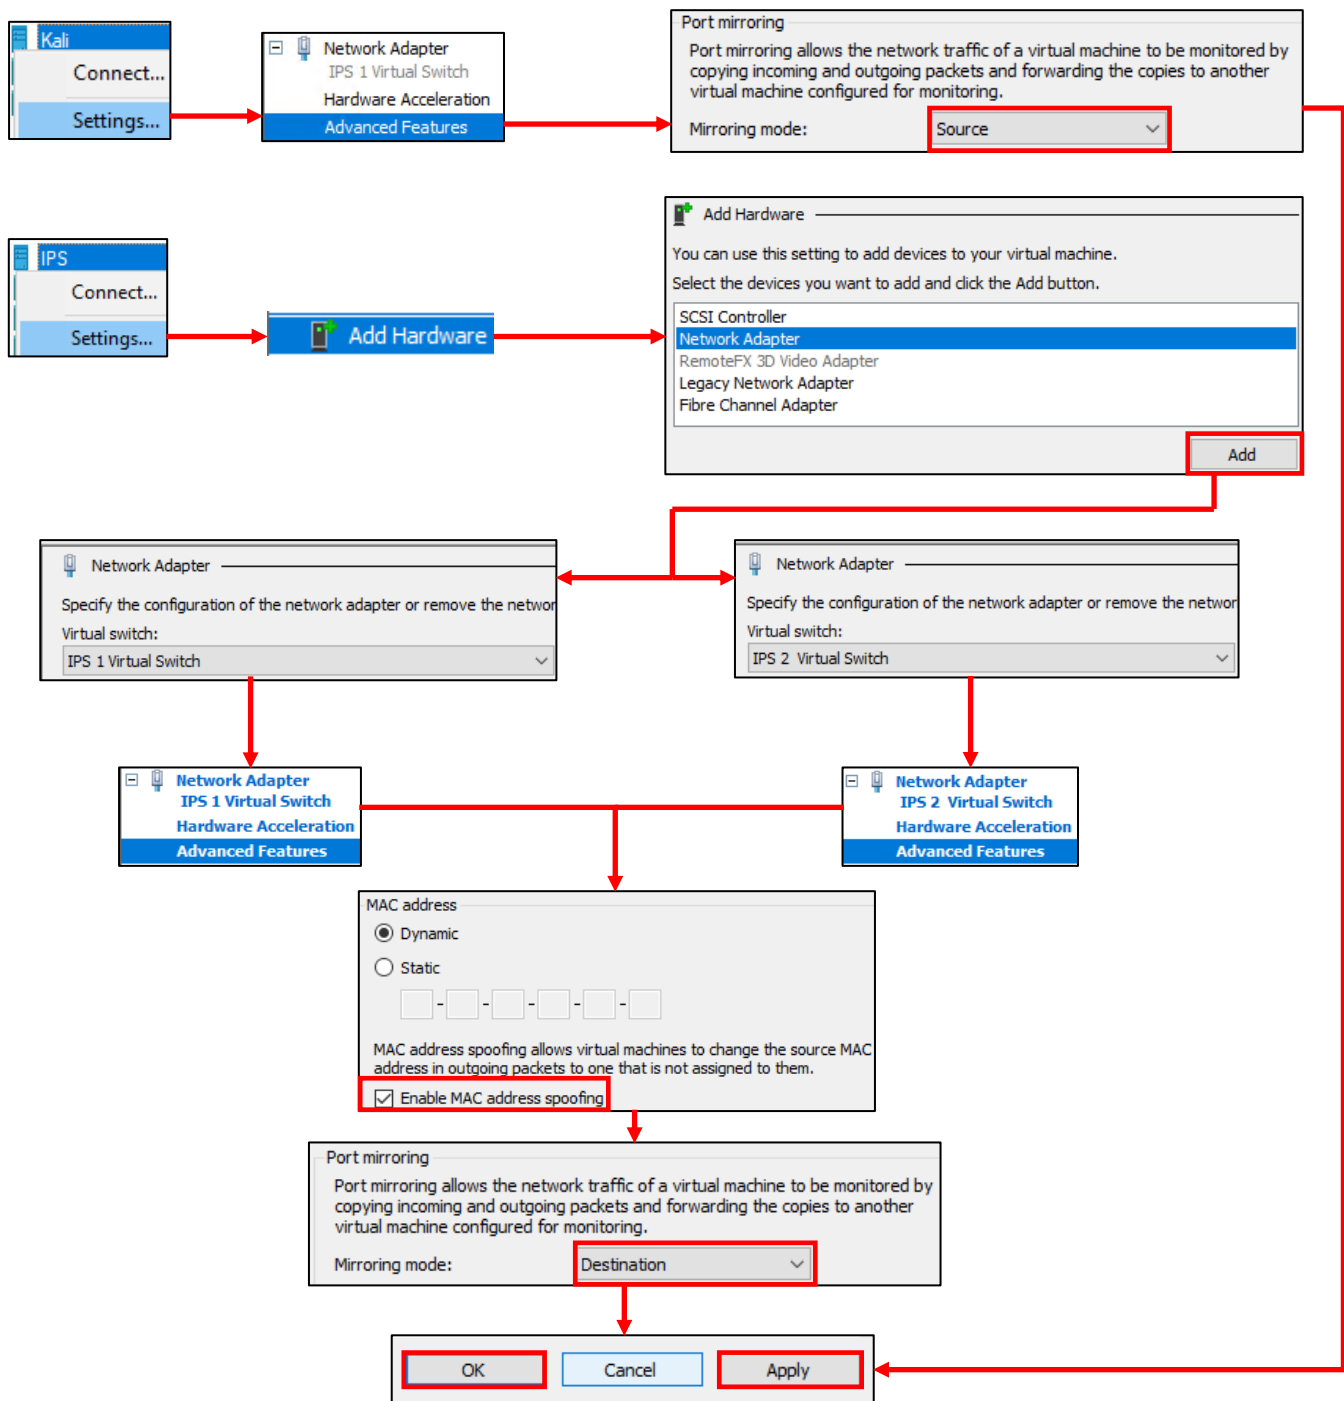 Kali
Connect...
Settings...
Network Adapter
IPS 1 Virtual Switch
Hardware Acceleration
Advanced Features
Port mirroring
Port mirroring allows the network traffic of a virtual machine to be monitored by
copying incoming and outgoing packets and forwarding the copies to another
virtual machine configured for monitoring.
Mirroring mode: Source
IPS
Connect...
Settings...
Add Hardware
Add Hardware
You can use this setting to add devices to your virtual machine.
Select the devices you want to add and click the Add button.
SCSI Controller
Network Adapter
RemoteFX 3D Video Adapter
Legacy Network Adapter
Fibre Channel Adapter
Add
Network Adapter
Specify the configuration of the network adapter or remove the networ
Virtual switch:
IPS 1 Virtual Switch
Network Adapter
Specify the configuration of the network adapter or remove the networ
Virtual switch:
IPS 2  Virtual Switch
Network Adapter
IPS 1 Virtual Switch
Hardware Acceleration
Advanced Features
Network Adapter
IPS 2  Virtual Switch
Hardware Acceleration
Advanced Features
MAC address
Dynamic
Static
- - - - -
MAC address spoofing allows virtual machines to change the source MAC
address in outgoing packets to one that is not assigned to them.
Enable MAC address spoofing
Port mirroring
Port mirroring allows the network traffic of a virtual machine to be monitored by
copying incoming and outgoing packets and forwarding the copies to another
virtual machine configured for monitoring.
Mirroring mode: Destination
OK Cancel Apply